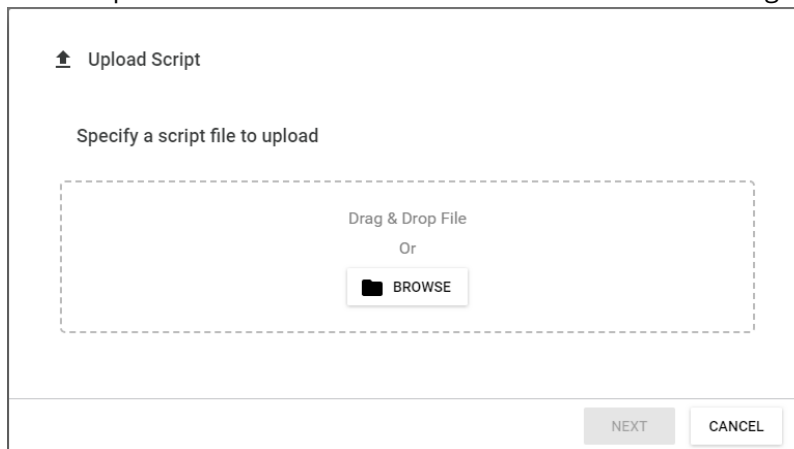 Upload Script
Specify a script file to upload
Drag & Drop File
Or
BROWSE
NEXT CANCEL